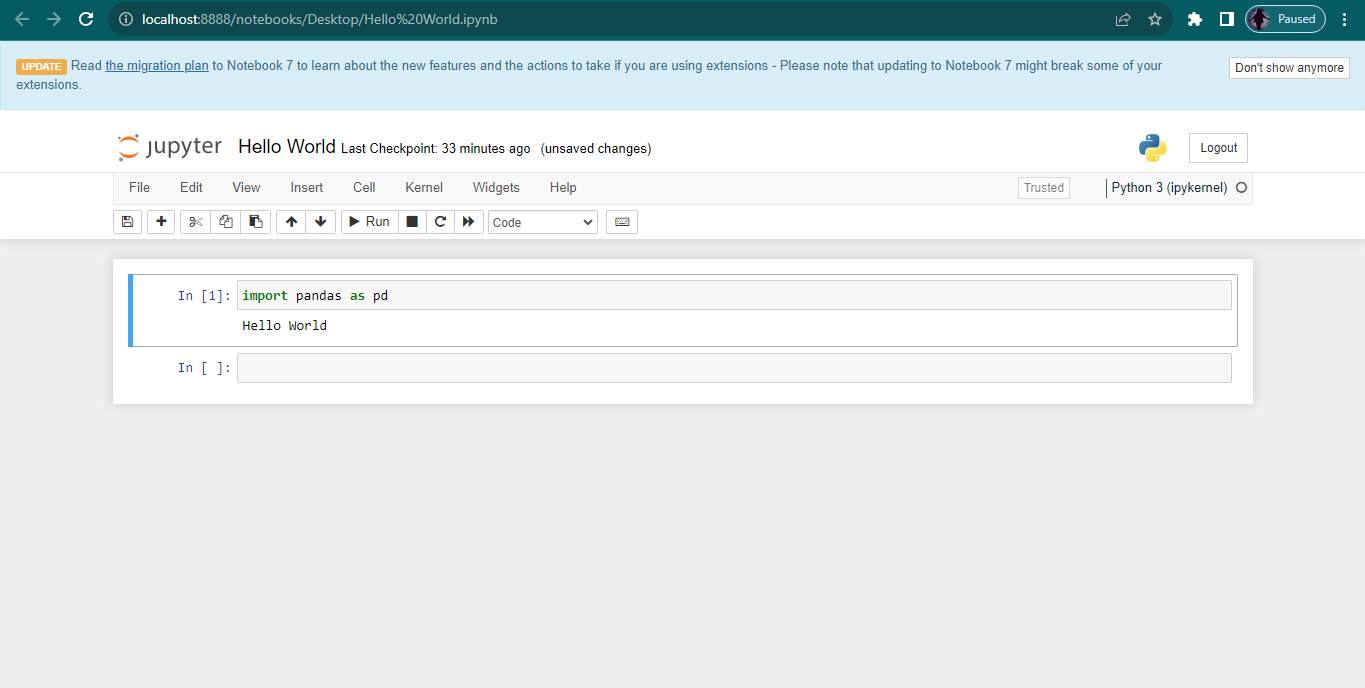 localhost:8888/notebooks/Desktop/Hello%20World.ipynb
Paused
UPDATE Read the migration plan to Notebook 7 to learn about the new features and the actions to take if you are using extensions - Please note that updating to Notebook 7 might break some of your
extensions.
Don't show anymore
jupyter Hello World Last Checkpoint: 33 minutes ago (unsaved changes)
Logout
File Edit View Insert Cell Kernel Widgets Help
Trusted
Python 3 (ipykernel)
Run
Code
In [1]: import pandas as pd
Hello World
In [ ]: